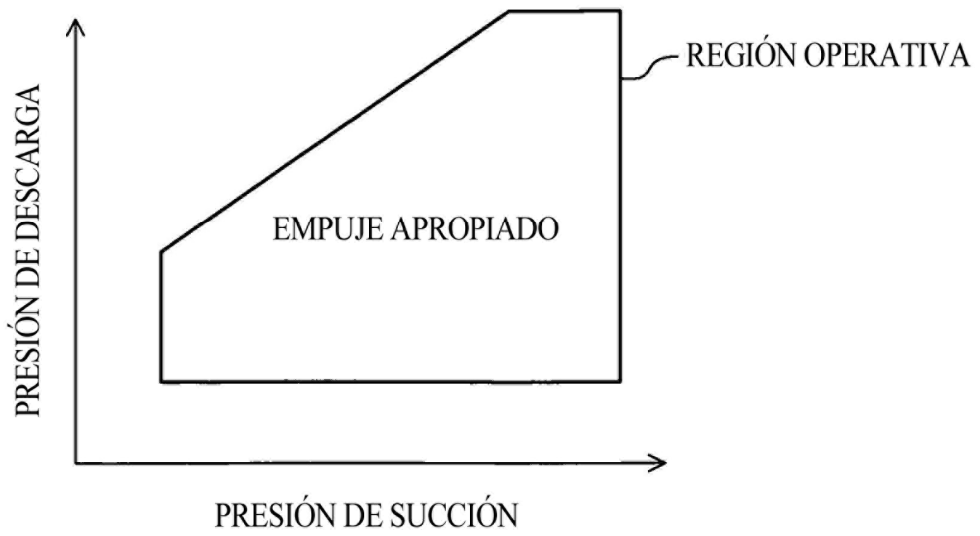 PRESIÓN DE DESCARGA
REGIÓN OPERATIVA
EMPUJE APROPIADO
PRESIÓN DE SUCCIÓN